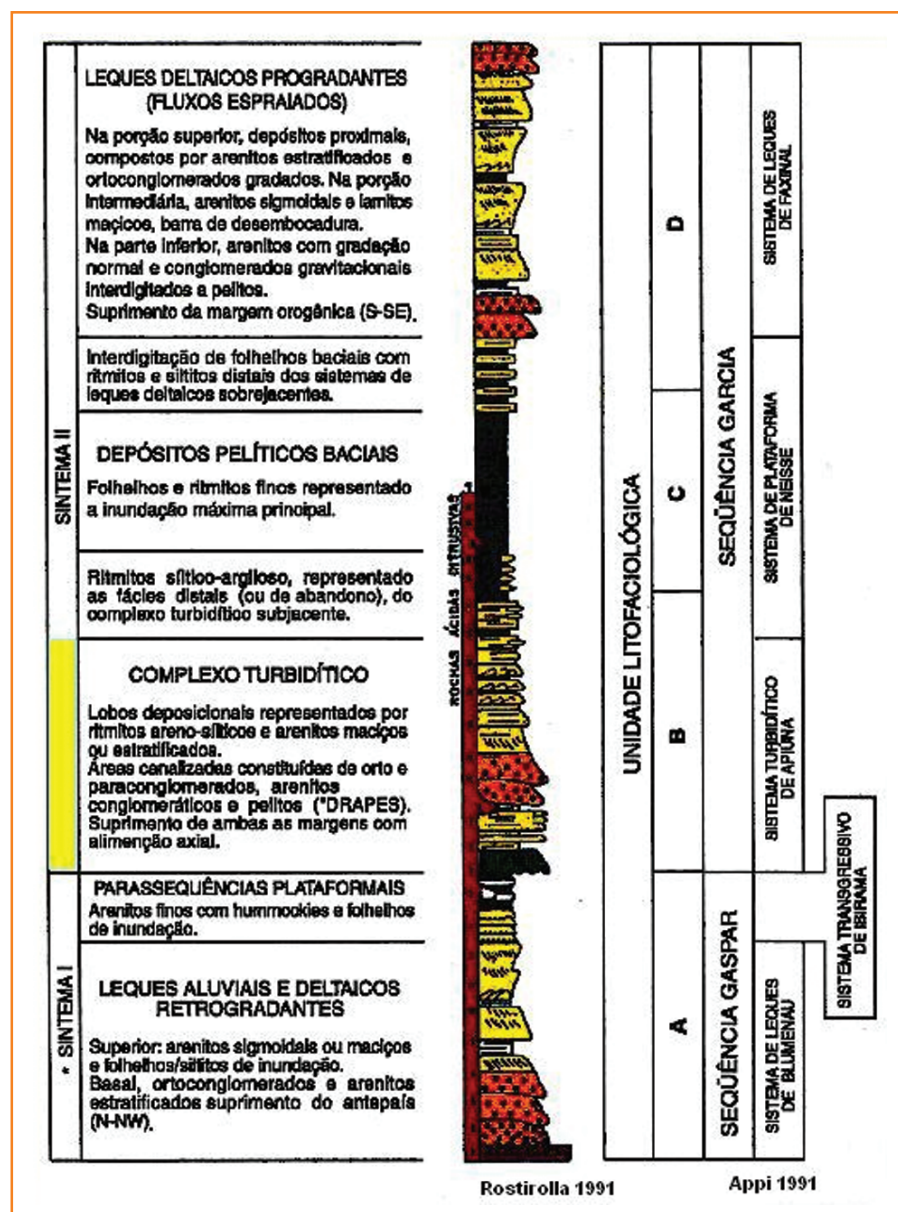 LEQUES DELTAICOS PROGRADANTES
(FLUXOS ESPRAIADOS)
Na porção superior, depósitos proximais,
compostos por arenitos estratificados e
ortoconglomerados gradados. Na porção
intermediária, arenitos sigmoidais e lamitos
maciços, barra de desembocadura.
Na parte inferior, arenitos com gradação
normal e conglomerados gravitacionais
interdigitados a pelitos.
Suprimento da margem orogênica (S-SE).
Interdigitação de folhelhos baciais com
ritmitos e siltitos distais dos sistemas de
leques deltaicos sobrejacentes.
SINTEMA II
DEPÓSITOS PELÍTICOS BACIAIS
Folhelhos e ritmitos finos representado
a inundação máxima principal.
Ritmitos síltico-argiloso, representado
as fácies distais (ou de abandono), do
complexo turbidítico subjacente.
COMPLEXO TURBIDÍTICO
Lobos deposicionais representados por
ritmitos areno-sílticos e arenitos maciços
ou estratificados.
Áreas canalizadas constituídas de orto e
paraconglomerados, arenitos
conglomeráticos e pelitos ("DRAPES).
Suprimento de ambas as margens com
alimenção axial.
PARASSEQUÊNCIAS PLATAFORMAIS
Arenitos finos com hummookies e folhelhos
de inundação.
* SINTEMA I
LEQUES ALUVIAIS E DELTAICOS
RETROGRADANTES
Superior: arenitos sigmoidais ou maciços
e folhelhos/siltitos de inundação.
Basal, ortoconglomerados e arenitos
estratificados suprimento do antepaís
(N-NW).
ROCHAS ÁCIDAS CITRUSTIVAS
UNIDADE LITOFACIOLÓGICA
D
C
B
A
SEQÜÊNCIA GARCIA
SEQÜÊNCIA GASPAR
SISTEMA DE LEQUES
DE FAXINAL
SISTEMA DE PLATAFORMA
DE NEISSE
SISTEMA TURBIDÍTICO
DE APIÚNA
SISTEMA TRANSGRESSIVO
DE IBIRAMA
SISTEMA DE LEQUES
DE BLUMENAU
Rostirolla 1991
Appi 1991